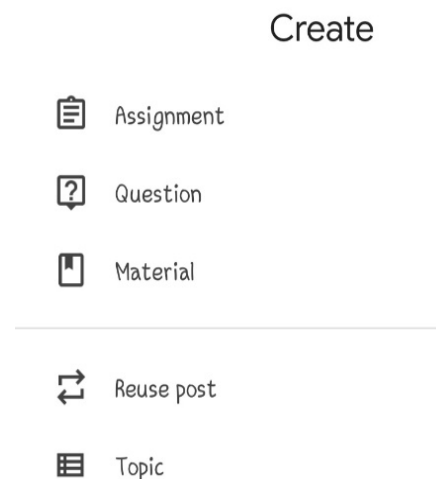 Create
Assignment
Question
Material
Reuse post
Topic